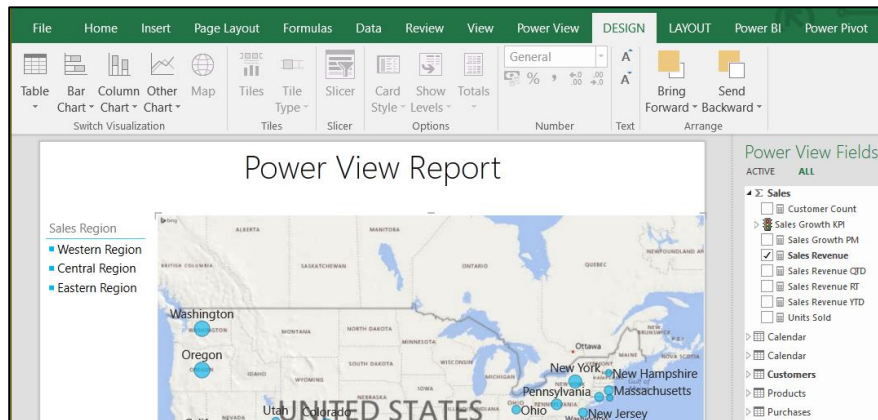 File Home Insert Page Layout Formulas Data Review View Power View DESIGN LAYOUT Power BI Power Pivot
General
Table Bar Chart Column Chart Other Chart Map Tiles Tile Type Slicer Card Style Show Levels Totals % Bring Forward Send Backward
Switch Visualization Tiles Slicer Options Number Text Arrange
Power View Report
Sales Region
Western Region
Central Region
Eastern Region
bing
ALBERTA
MANITOBA
BRITISH COLUMBIA
SASKATCHEWAN
ONTARIO
QUEBEC
Washington
MONTANA
NORTH DAKOTA
MINNESOTA
Ottawa
MAINE
NOVA SCOTIA
Oregon
IDAHO
SOUTH DAKOTA
WISCONSIN
MICHIGAN
New York
New Hampshire
WYOMING
IOWA
Pennsylvania
Massachusetts
NEBRASKA
Utah
Colorado
UNITED STATES
Ohio
New Jersey
NEVADA
Power View Fields
ACTIVE ALL
Σ Sales
Customer Count
Sales Growth KPI
Sales Growth PM
Sales Revenue
Sales Revenue QTD
Sales Revenue RT
Sales Revenue YTD
Units Sold
Calendar
Calendar
Customers
Products
Purchases